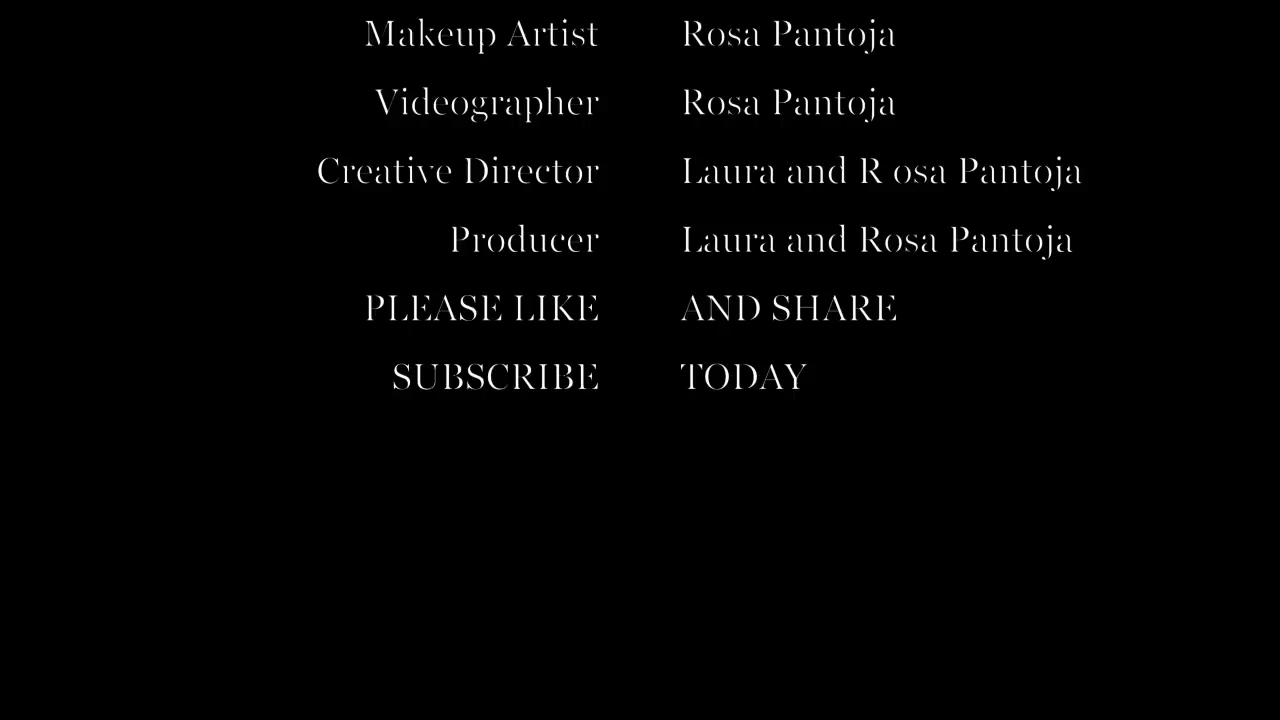 Makeup Artist Rosa Pantoja
Videographer Rosa Pantoja
Creative Director Laura and R osa Pantoja
Producer Laura and Rosa Pantoja
PLEASE LIKE AND SHARE
SUBSCRIBE TODAY